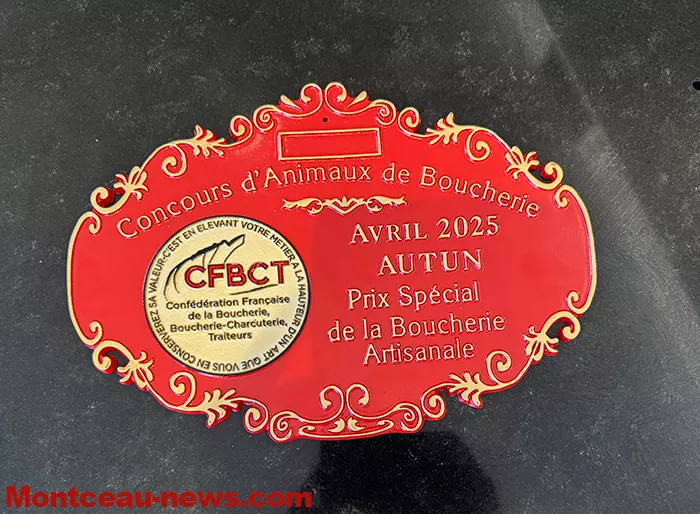 Concours d'Animaux de Boucherie
AVRIL 2025
AUTUN
Prix Spécial
de la Boucherie
Artisanale
C'EST EN ELEVANT VOTRE METIER A LA HAUTEUR D'UN ART QUE VOUS EN CONSERVEREZ SA VALEUR
CFBCT
Confédération Française
de la Boucherie,
Boucherie-Charcuterie,
Traiteurs
Montceau-news.com